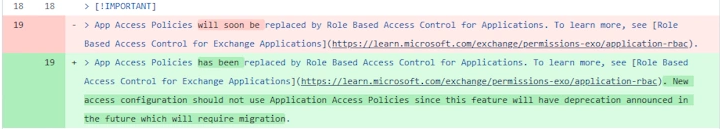 18 18 > [!IMPORTANT]
19 - > App Access Policies will soon be replaced by Role Based Access Control for Applications. To learn more, see [Role
Based Access Control for Exchange Applications](https://learn.microsoft.com/exchange/permissions-exo/application-rbac).
19 + > App Access Policies has been replaced by Role Based Access Control for Applications. To learn more, see [Role Based
Access Control for Exchange Applications](https://learn.microsoft.com/exchange/permissions-exo/application-rbac). New
access configuration should not use Application Access Policies since this feature will have deprecation announced in
the future which will require migration.